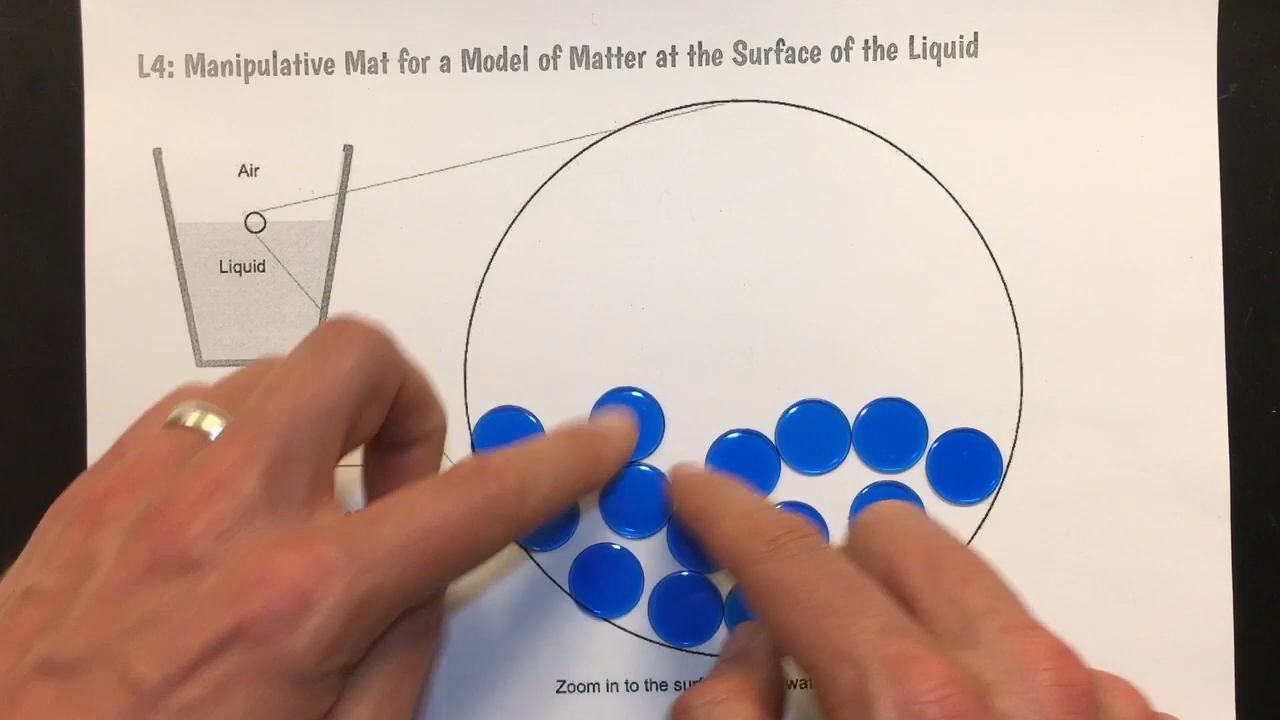 L4: Manipulative Mat for a Model of Matter at the Surface of the Liquid
Air
Liquid
Zoom in to the